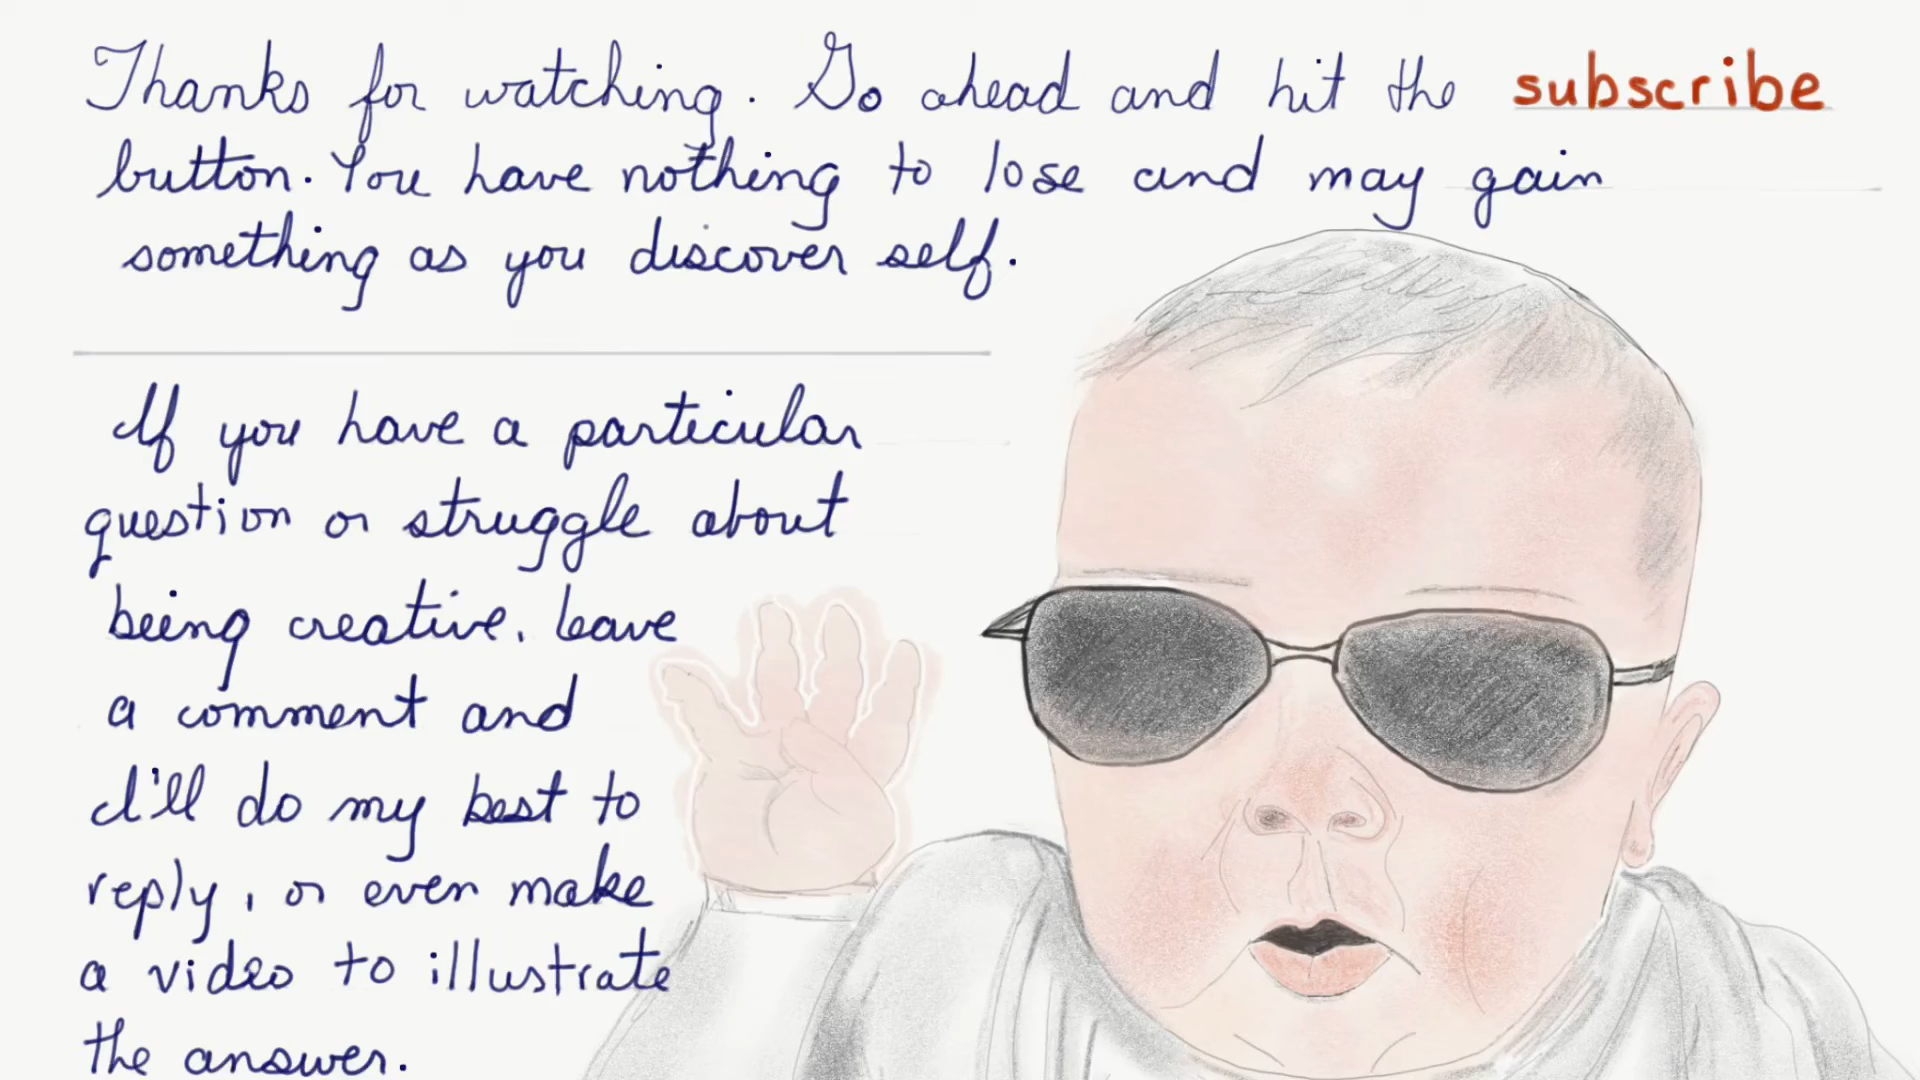 Thanks for watching. Go ahead and hit the subscribe
button. You have nothing to lose and may gain
something as you discover self.
If you have a particular
question or struggle about
being creative, leave
a comment and
I'll do my best to
reply, or even make
a video to illustrate
the answer.